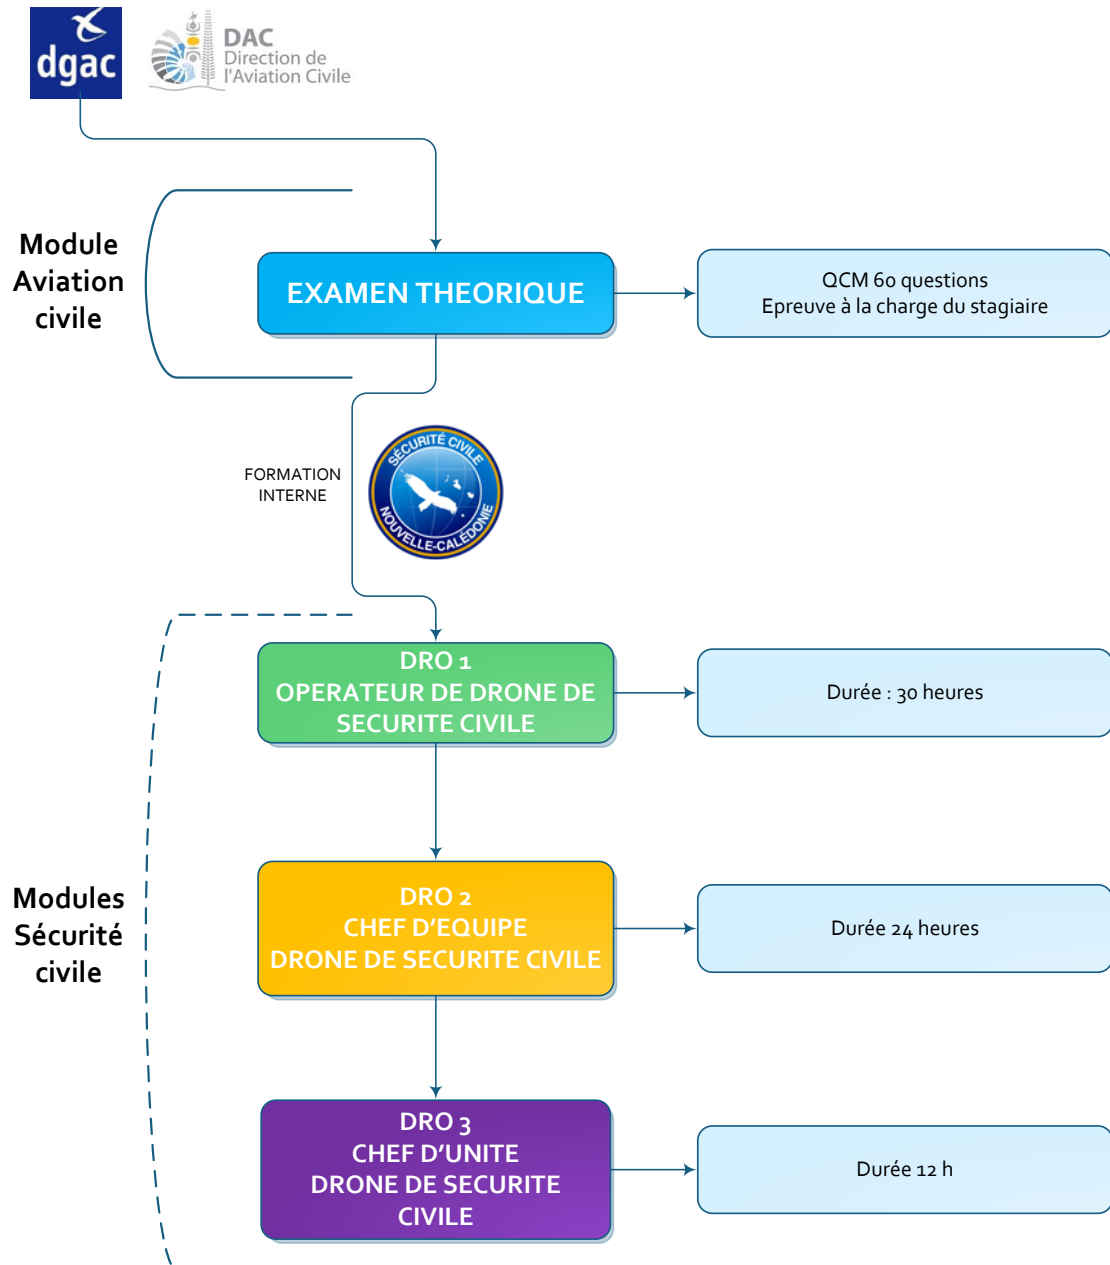 dgac
DAC
Direction de
l'Aviation Civile
Module
Aviation
civile
EXAMEN THEORIQUE
QCM 60 questions
Epreuve à la charge du stagiaire
FORMATION
INTERNE
SÉCURITÉ CIVILE
NOUVELLE-CALÉDONIE
DRO 1
OPERATEUR DE DRONE DE
SECURITE CIVILE
Durée : 30 heures
Modules
Sécurité
civile
DRO 2
CHEF D’EQUIPE
DRONE DE SECURITE CIVILE
Durée 24 heures
DRO 3
CHEF D’UNITE
DRONE DE SECURITE
CIVILE
Durée 12 h